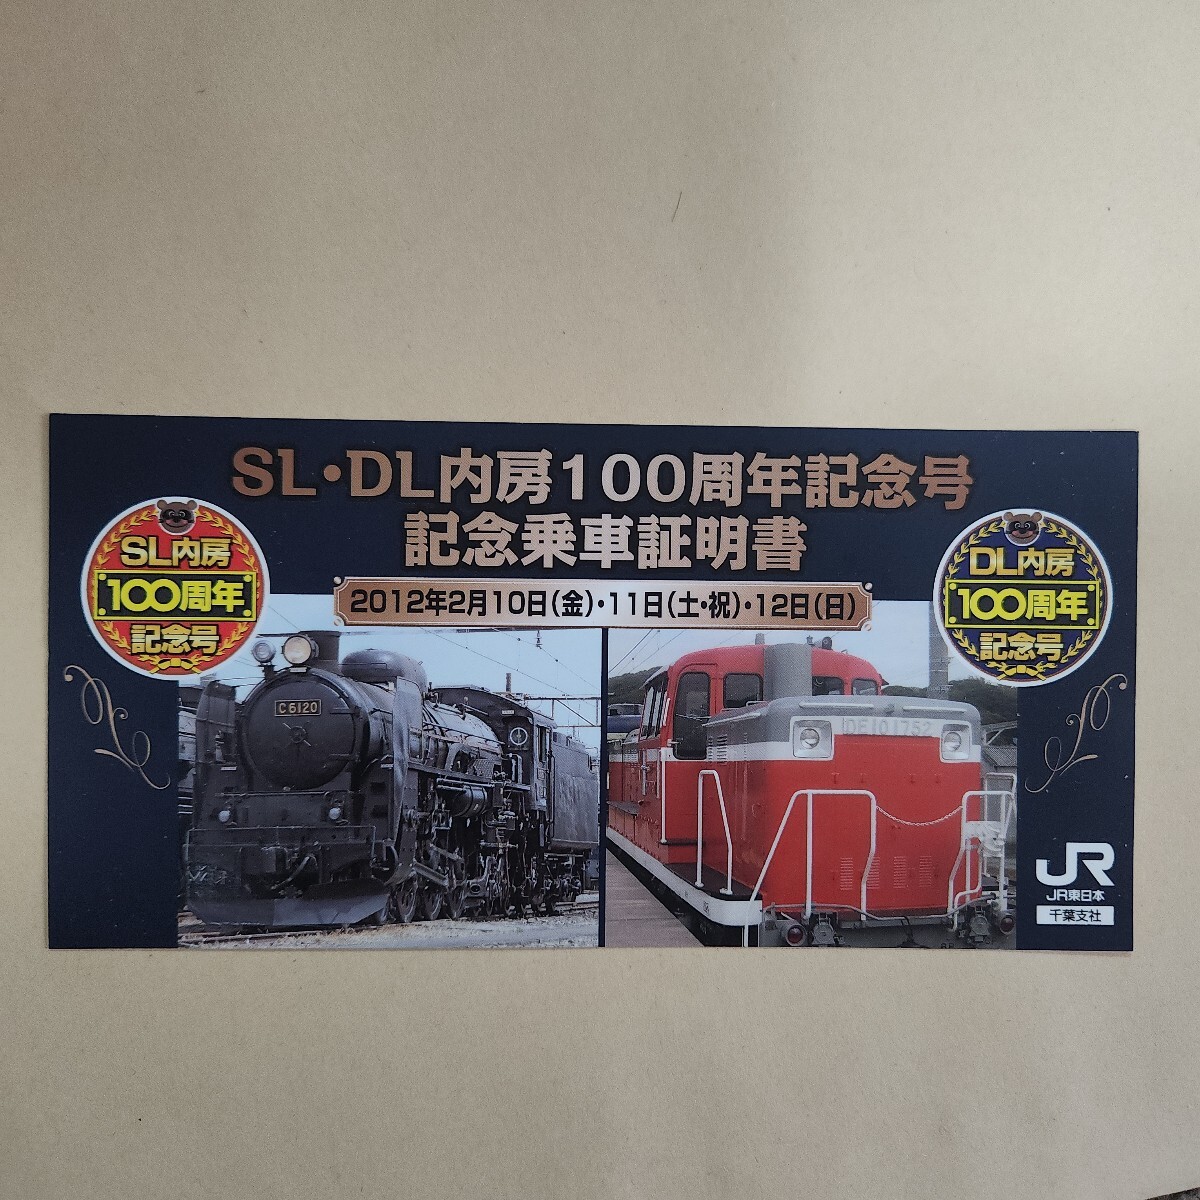 SL・DL内房100周年記念号
記念乗車証明書
2012年2月10日(金)・11日(土・祝)・12日(日)
SL内房
100周年
記念号
DL内房
100周年
記念号
C6120
DE101752
JR
JR東日本
千葉支社